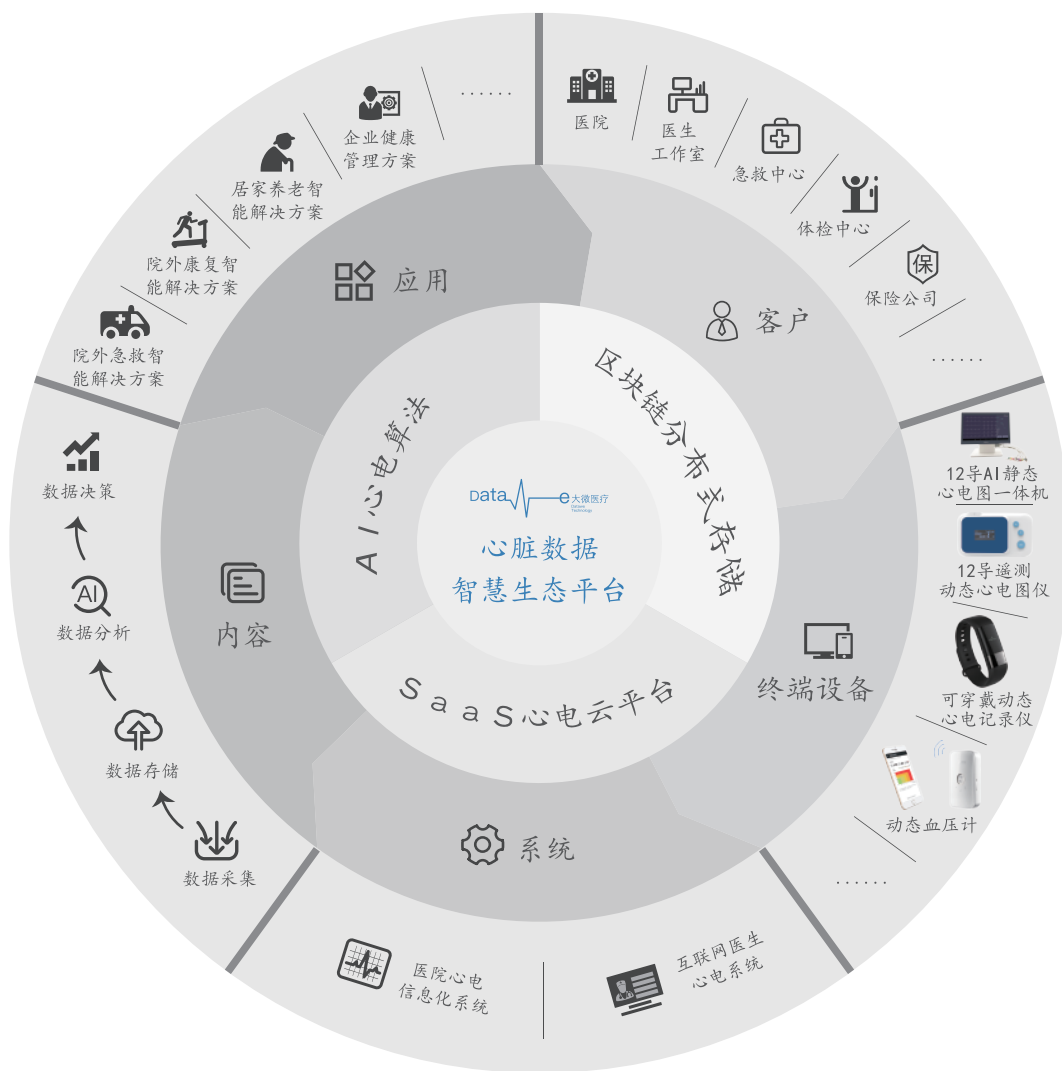 Data
e大微医疗
Datawe
Technology
心脏数据
智慧生态平台
AI心电算法
区块链分布式存储
SaaS心电云平台
应用
客户
终端设备
系统
内容
医院
医生
工作室
急救中心
体检中心
保
保险公司
......
12导AI静态
心电图一体机
12导遥测
动态心电图仪
可穿戴动态
心电记录仪
动态血压计
......
互联网医生
心电系统
医院心电
信息化系统
数据采集
数据存储
AI
数据分析
数据决策
院外急救智
能解决方案
院外康复智
能解决方案
居家养老智
能解决方案
企业健康
管理方案
......